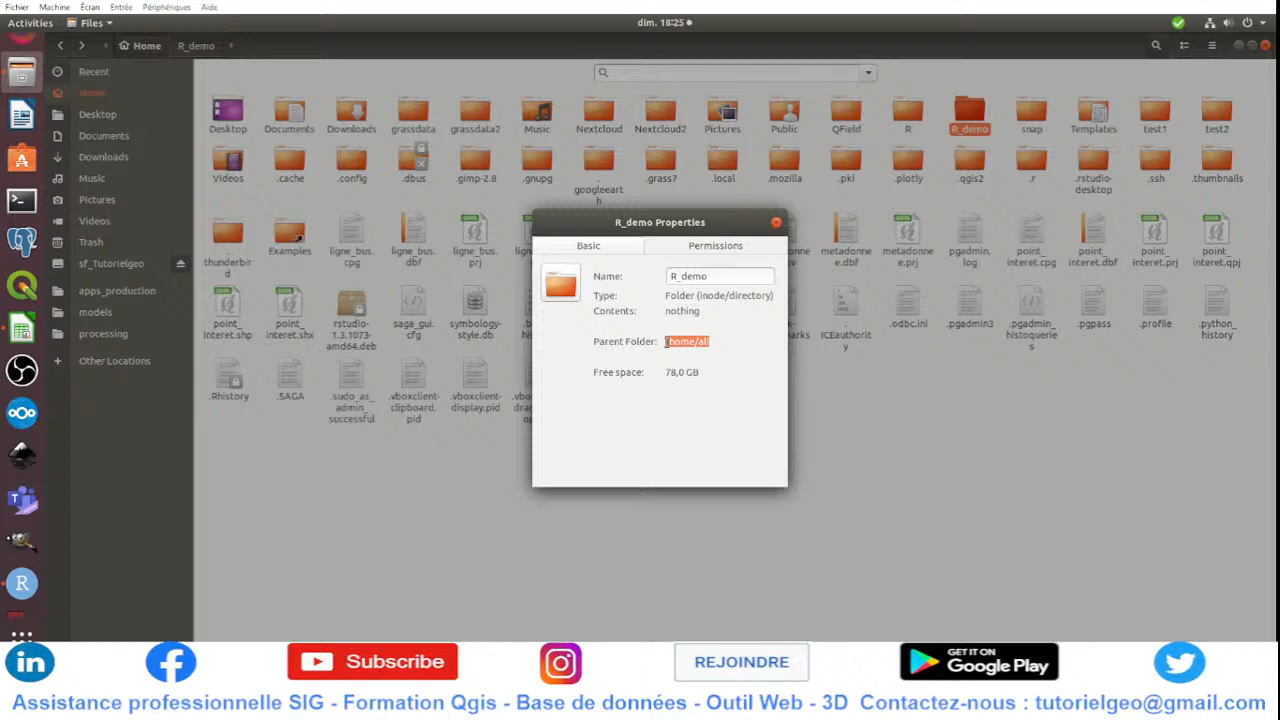 Fichier Machine Écran Entrée Périphériques Aide
Activities Files dim. 18:25
Home R_demo
Recent
Home
Desktop
Documents
Downloads
Music
Pictures
Videos
Trash
sf_Tutorielgeo
apps_production
models
processing
Other Locations
Desktop Documents Downloads grassdata grassdata2 Music Nextcloud Nextcloud2 Pictures Public QField R R_demo snap Templates test1 test2
Videos .cache .config .dbus .gimp-2.8 .gnupg .googleearth .grass7 .local .mozilla .pki .plotly .qgis2 .r .rstudio-desktop .ssh .thumbnails
.thunderbird Examples ligne_bus.cpg ligne_bus.dbf ligne_bus.prj metadonnee.dbf metadonnee.prj pgadmin.log point_interet.cpg point_interet.dbf point_interet.prj point_interet.qpj
point_interet.shp point_interet.shx rstudio-1.3.1073-amd64.deb saga_gui.cfg symbology-style.db .ICEauthority .odbc.ini .pgadmin3 .pgadmin_histoqueries .pgpass .profile .python_history
.Rhistory .SAGA .sudo_as_admin_successful .vboxclient-clipboard.pid .vboxclient-display.pid
R_demo Properties
Basic Permissions
Name: R_demo
Type: Folder (inode/directory)
Contents: nothing
Parent Folder: /home/ali
Free space: 78,0 GB
Subscribe
REJOINDRE
GET IT ON
Google Play
Assistance professionnelle SIG - Formation Qgis - Base de données - Outil Web - 3D Contactez-nous : tutorielgeo@gmail.com